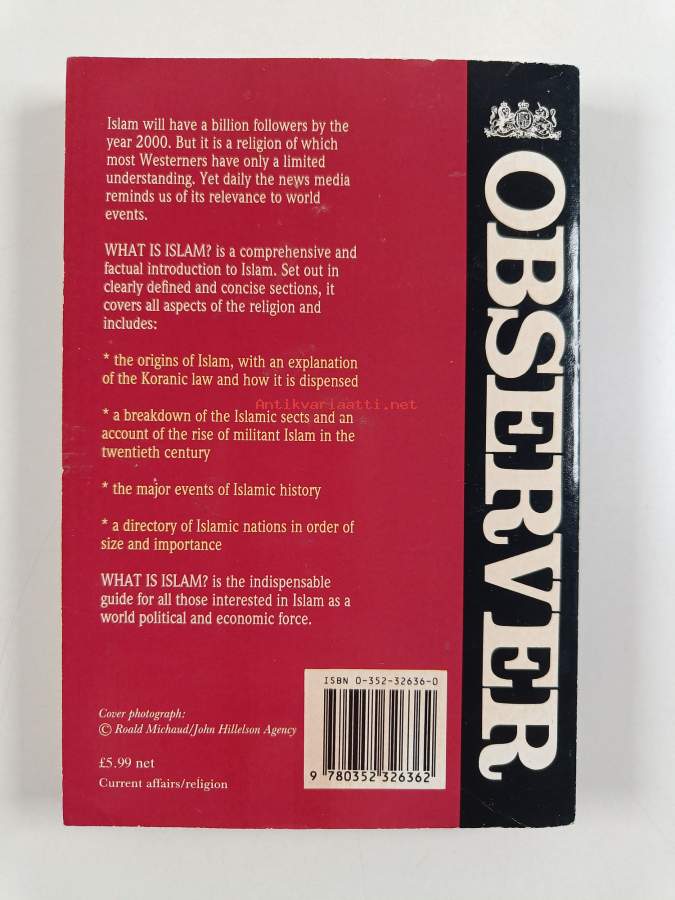 Islam will have a billion followers by the
year 2000. But it is a religion of which
most Westerners have only a limited
understanding. Yet daily the news media
reminds us of its relevance to world
events.
WHAT IS ISLAM? is a comprehensive and
factual introduction to Islam. Set out in
clearly defined and concise sections, it
covers all aspects of the religion and
includes:
* the origins of Islam, with an explanation
of the Koranic law and how it is dispensed
Antikvariaatti.net
* a breakdown of the Islamic sects and an
account of the rise of militant Islam in the
twentieth century
* the major events of Islamic history
* a directory of Islamic nations in order of
size and importance
WHAT IS ISLAM? is the indispensable
guide for all those interested in Islam as a
world political and economic force.
Cover photograph:
© Roald Michaud/John Hillelson Agency
£5.99 net
Current affairs/religion
ISBN 0-352-32636-0
9 780352 326362
OBSERVER